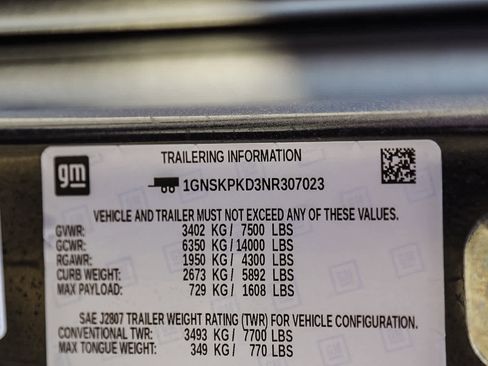 gm
TRAILERING INFORMATION
1GNSKPKD3NR307023
VEHICLE AND TRAILER MUST NOT EXCEED ANY OF THESE VALUES.
GVWR: 3402 KG / 7500 LBS
GCWR: 6350 KG / 14000 LBS
RGAWR: 1950 KG / 4300 LBS
CURB WEIGHT: 2673 KG / 5892 LBS
MAX PAYLOAD: 729 KG / 1608 LBS
SAE J2807 TRAILER WEIGHT RATING (TWR) FOR VEHICLE CONFIGURATION.
CONVENTIONAL TWR: 3493 KG / 7700 LBS
MAX TONGUE WEIGHT: 349 KG / 770 LBS